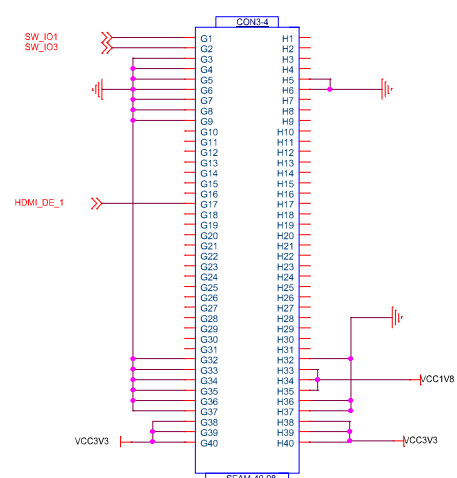 CON3-4
SW_IO1 G1 H1
SW_IO3 G2 H2
G3 H3
G4 H4
G5 H5
G6 H6
G7 H7
G8 H8
G9 H9
G10 H10
G11 H11
G12 H12
G13 H13
G14 H14
G15 H15
G16 H16
HDMI_DE_1 G17 H17
G18 H18
G19 H19
G20 H20
G21 H21
G22 H22
G23 H23
G24 H24
G25 H25
G26 H26
G27 H27
G28 H28
G29 H29
G30 H30
G31 H31
G32 H32
G33 H33
G34 H34 VCC1V8
G35 H35
G36 H36
G37 H37
G38 H38
G39 H39
VCC3V3 G40 H40 VCC3V3